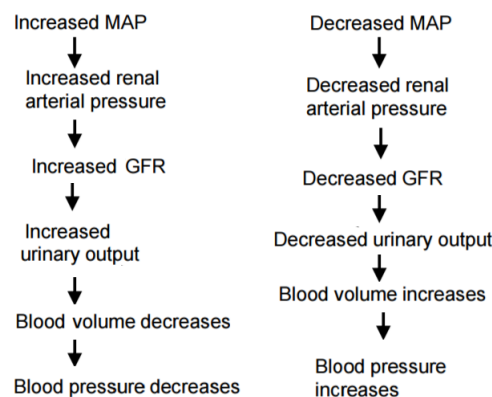 Increased MAP
Increased renal
arterial pressure
Increased GFR
Increased
urinary output
Blood volume decreases
Blood pressure decreases
Decreased MAP
Decreased renal
arterial pressure
Decreased GFR
Decreased urinary output
Blood volume increases
Blood pressure
increases